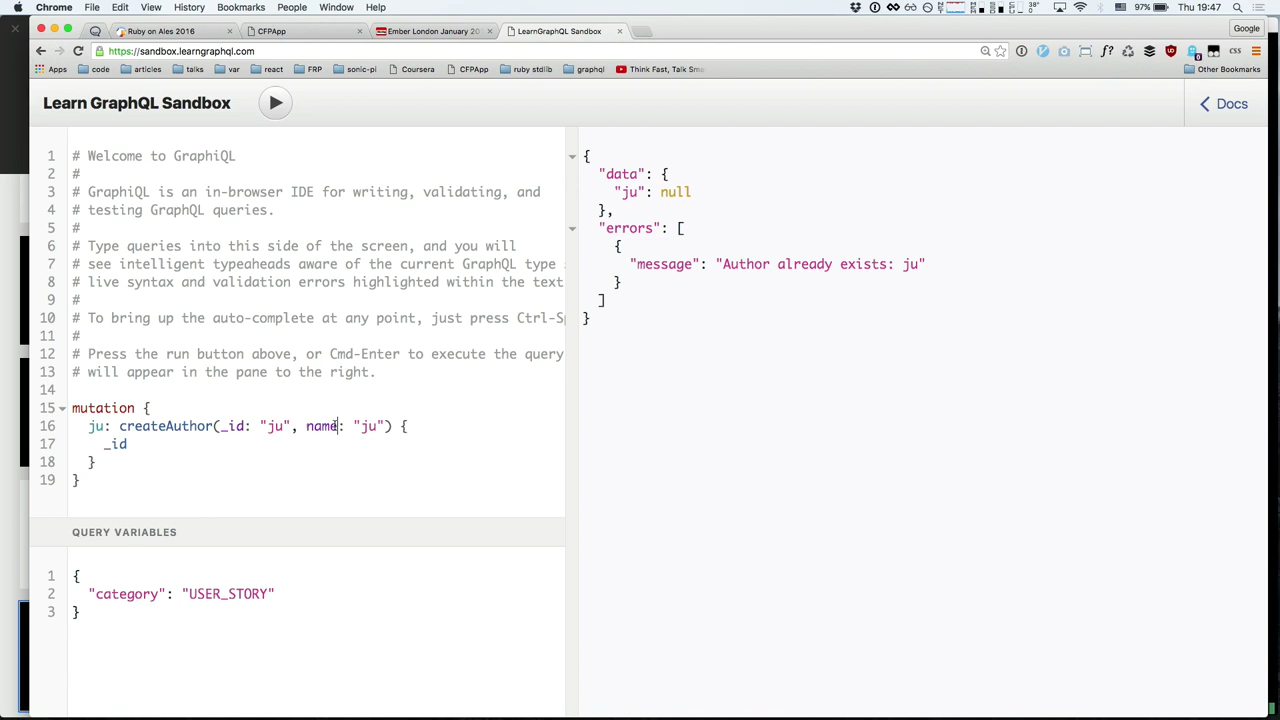 Chrome File Edit View History Bookmarks People Window Help
38°
97%
Thu 19:47
Ruby on Ales 2016
CFPApp
Ember London January 20
LearnGraphQL Sandbox
Google
https://sandbox.learngraphql.com
f?
CSS
Apps code articles talks var react FRP sonic-pi Coursera CFPApp ruby stdlib graphql Think Fast, Talk Sm Other Bookmarks
Learn GraphQL Sandbox
Docs
1 # Welcome to GraphiQL
2 #
3 # GraphiQL is an in-browser IDE for writing, validating, and
4 # testing GraphQL queries.
5 #
6 # Type queries into this side of the screen, and you will
7 # see intelligent typeaheads aware of the current GraphQL type s
8 # live syntax and validation errors highlighted within the text
9 #
10 # To bring up the auto-complete at any point, just press Ctrl-Sp
11 #
12 # Press the run button above, or Cmd-Enter to execute the query
13 # will appear in the pane to the right.
14
15 mutation {
16 ju: createAuthor(_id: "ju", name: "ju") {
17 _id
18 }
19 }
QUERY VARIABLES
1 {
2 "category": "USER_STORY"
3 }
{
"data": {
"ju": null
},
"errors": [
{
"message": "Author already exists: ju"
}
]
}